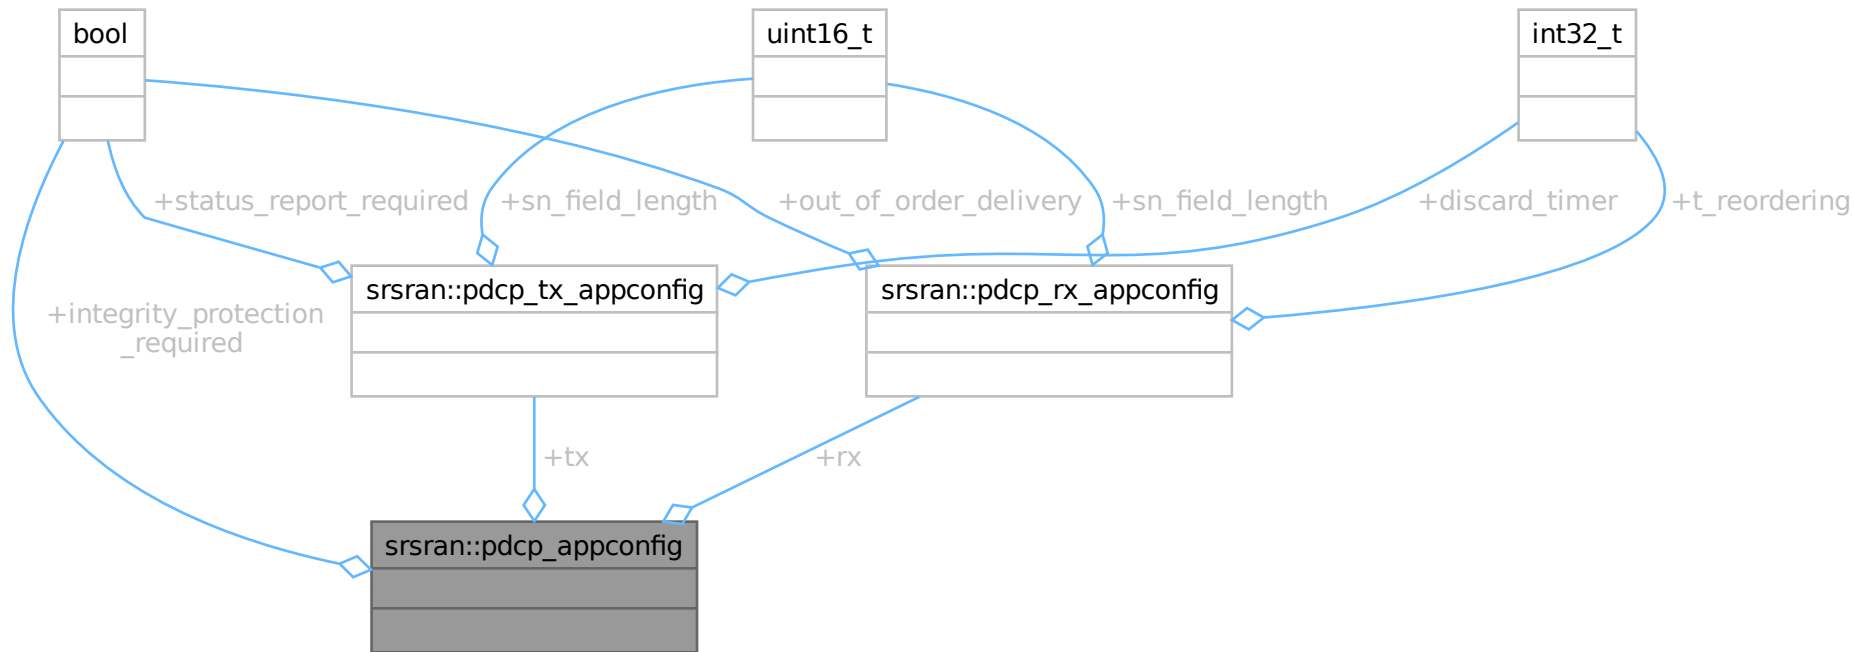 bool
uint16_t
int32_t
+status_report_required
+sn_field_length
+out_of_order_delivery
+sn_field_length
+discard_timer
+t_reordering
srsran::pdcp_tx_appconfig
srsran::pdcp_rx_appconfig
+integrity_protection
_required
+tx
+rx
srsran::pdcp_appconfig